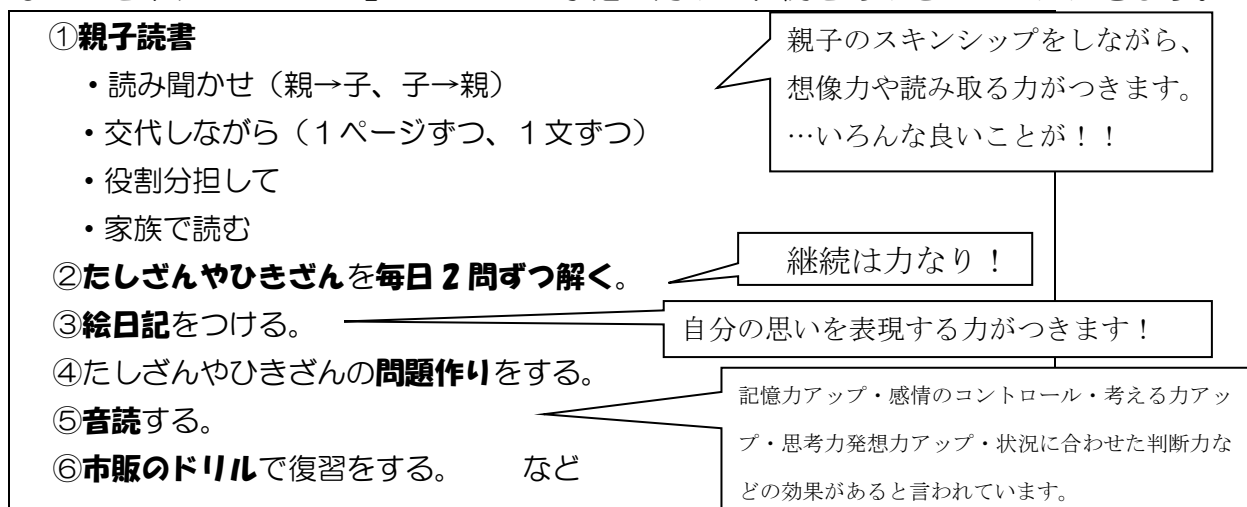 ①親子読書
・読み聞かせ（親→子、子→親）
・交代しながら（１ページずつ、１文ずつ）
・役割分担して
・家族で読む
親子のスキンシップをしながら、
想像力や読み取る力がつきます。
…いろんな良いことが！！
②たしざんやひきざんを毎日２問ずつ解く。
継続は力なり！
③絵日記をつける。
自分の思いを表現する力がつきます！
④たしざんやひきざんの問題作りをする。
⑤音読する。
記憶力アップ・感情のコントロール・考える力アッ
プ・思考力発想力アップ・状況に合わせた判断力な
どの効果があると言われています。
⑥市販のドリルで復習をする。　　など